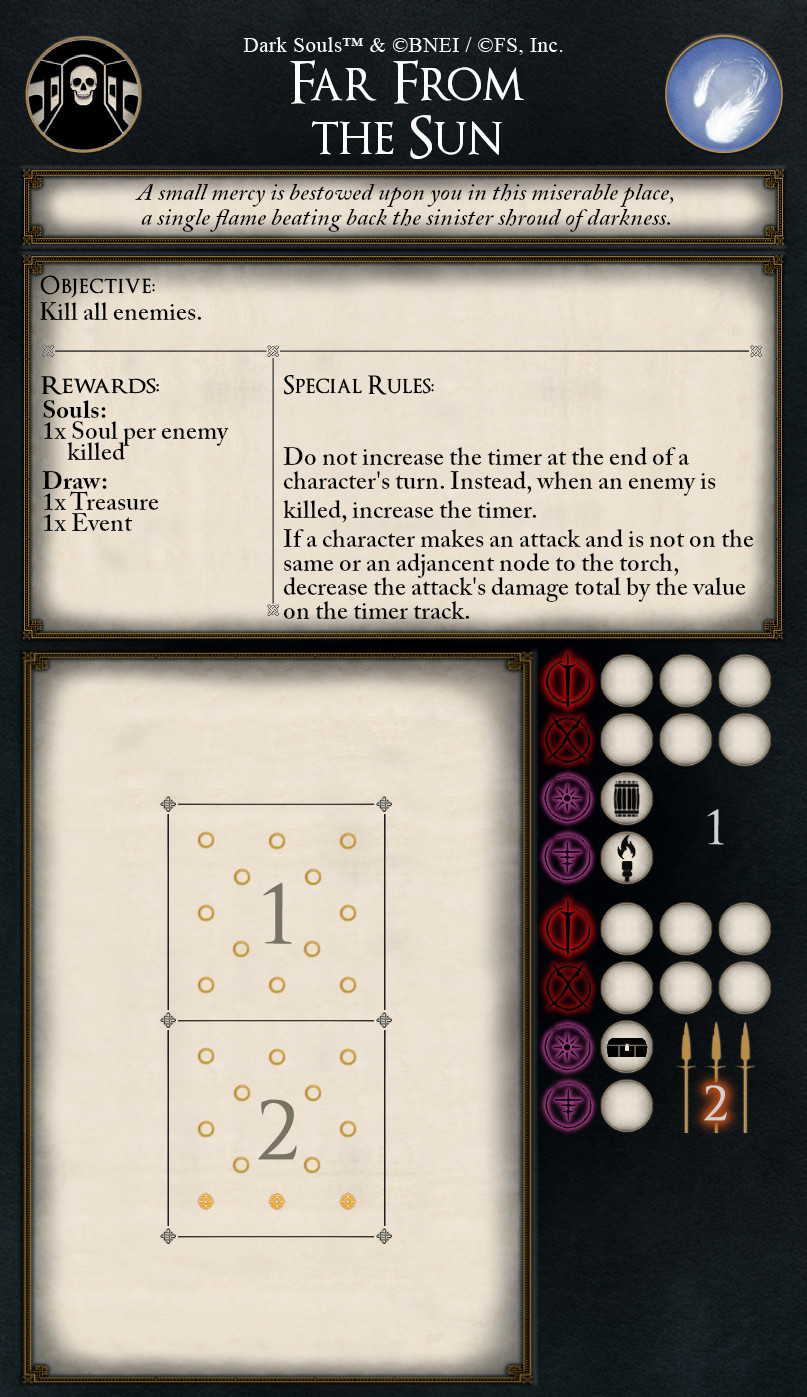 Dark Souls™ & ©BNEI / ©FS, Inc.
Far From
the Sun
A small mercy is bestowed upon you in this miserable place,
a single flame beating back the sinister shroud of darkness.
Objective:
Kill all enemies.
Rewards:
Souls:
1x Soul per enemy
killed
Draw:
1x Treasure
1x Event
Special Rules:
Do not increase the timer at the end of a
character's turn. Instead, when an enemy is
killed, increase the timer.
If a character makes an attack and is not on the
same or an adjancent node to the torch,
decrease the attack's damage total by the value
on the timer track.
1
2
1
2